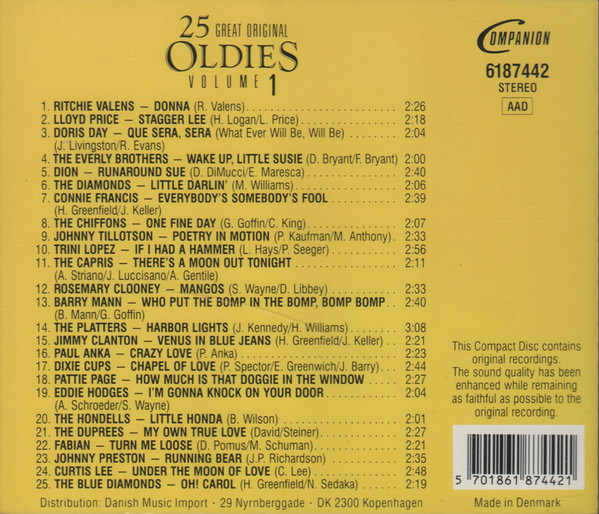 25 GREAT ORIGINAL
OLDIES
VOLUME 1
COMPANION
6187442
STEREO
AAD
1. RITCHIE VALENS – DONNA (R. Valens) 2:26
2. LLOYD PRICE – STAGGER LEE (H. Logan/L. Price) 2:18
3. DORIS DAY – QUE SERA, SERA (What Ever Will Be, Will Be) 2:04
(J. Livingston/R. Evans)
4. THE EVERLY BROTHERS – WAKE UP, LITTLE SUSIE (D. Bryant/F. Bryant) 2:00
5. DION – RUNAROUND SUE (D. DiMucci/E. Maresca) 2:40
6. THE DIAMONDS – LITTLE DARLIN' (M. Williams) 2:06
7. CONNIE FRANCIS – EVERYBODY'S SOMEBODY'S FOOL 2:39
(H. Greenfield/J. Keller)
8. THE CHIFFONS – ONE FINE DAY (G. Goffin/C. King) 2:07
9. JOHNNY TILLOTSON – POETRY IN MOTION (P. Kaufman/M. Anthony) 2:33
10. TRINI LOPEZ – IF I HAD A HAMMER (L. Hays/P. Seeger) 2:56
11. THE CAPRIS – THERE'S A MOON OUT TONIGHT 2:11
(A. Striano/J. Luccisano/A. Gentile)
12. ROSEMARY CLOONEY – MANGOS (S. Wayne/D. Libbey) 2:33
13. BARRY MANN – WHO PUT THE BOMP IN THE BOMP, BOMP BOMP 2:40
(B. Mann/G. Goffin)
14. THE PLATTERS – HARBOR LIGHTS (J. Kennedy/H. Williams) 3:08
15. JIMMY CLANTON – VENUS IN BLUE JEANS (H. Greenfield/J. Keller) 2:21
16. PAUL ANKA – CRAZY LOVE (P. Anka) 2:23
17. DIXIE CUPS – CHAPEL OF LOVE (P. Spector/E. Greenwich/J. Barry) 2:44
18. PATTIE PAGE – HOW MUCH IS THAT DOGGIE IN THE WINDOW 2:27
19. EDDIE HODGES – I'M GONNA KNOCK ON YOUR DOOR 2:04
(A. Schroeder/S. Wayne)
20. THE HONDELLS – LITTLE HONDA (B. Wilson) 2:01
21. THE DUPREES – MY OWN TRUE LOVE (David/Steiner) 2:27
22. FABIAN – TURN ME LOOSE (D. Pomus/M. Schuman) 2:21
23. JOHNNY PRESTON – RUNNING BEAR (J.P. Richardson) 2:35
24. CURTIS LEE – UNDER THE MOON OF LOVE (C. Lee) 2:48
25. THE BLUE DIAMONDS – OH! CAROL (H. Greenfield/N. Sedaka) 2:19
This Compact Disc contains
original recordings.
The sound quality has been
enhanced while remaining
as faithful as possible to the
original recording.
5 701861 874421
Distribution: Danish Music Import · 29 Nyrnberggade · DK 2300 Kopenhagen
Made in Denmark